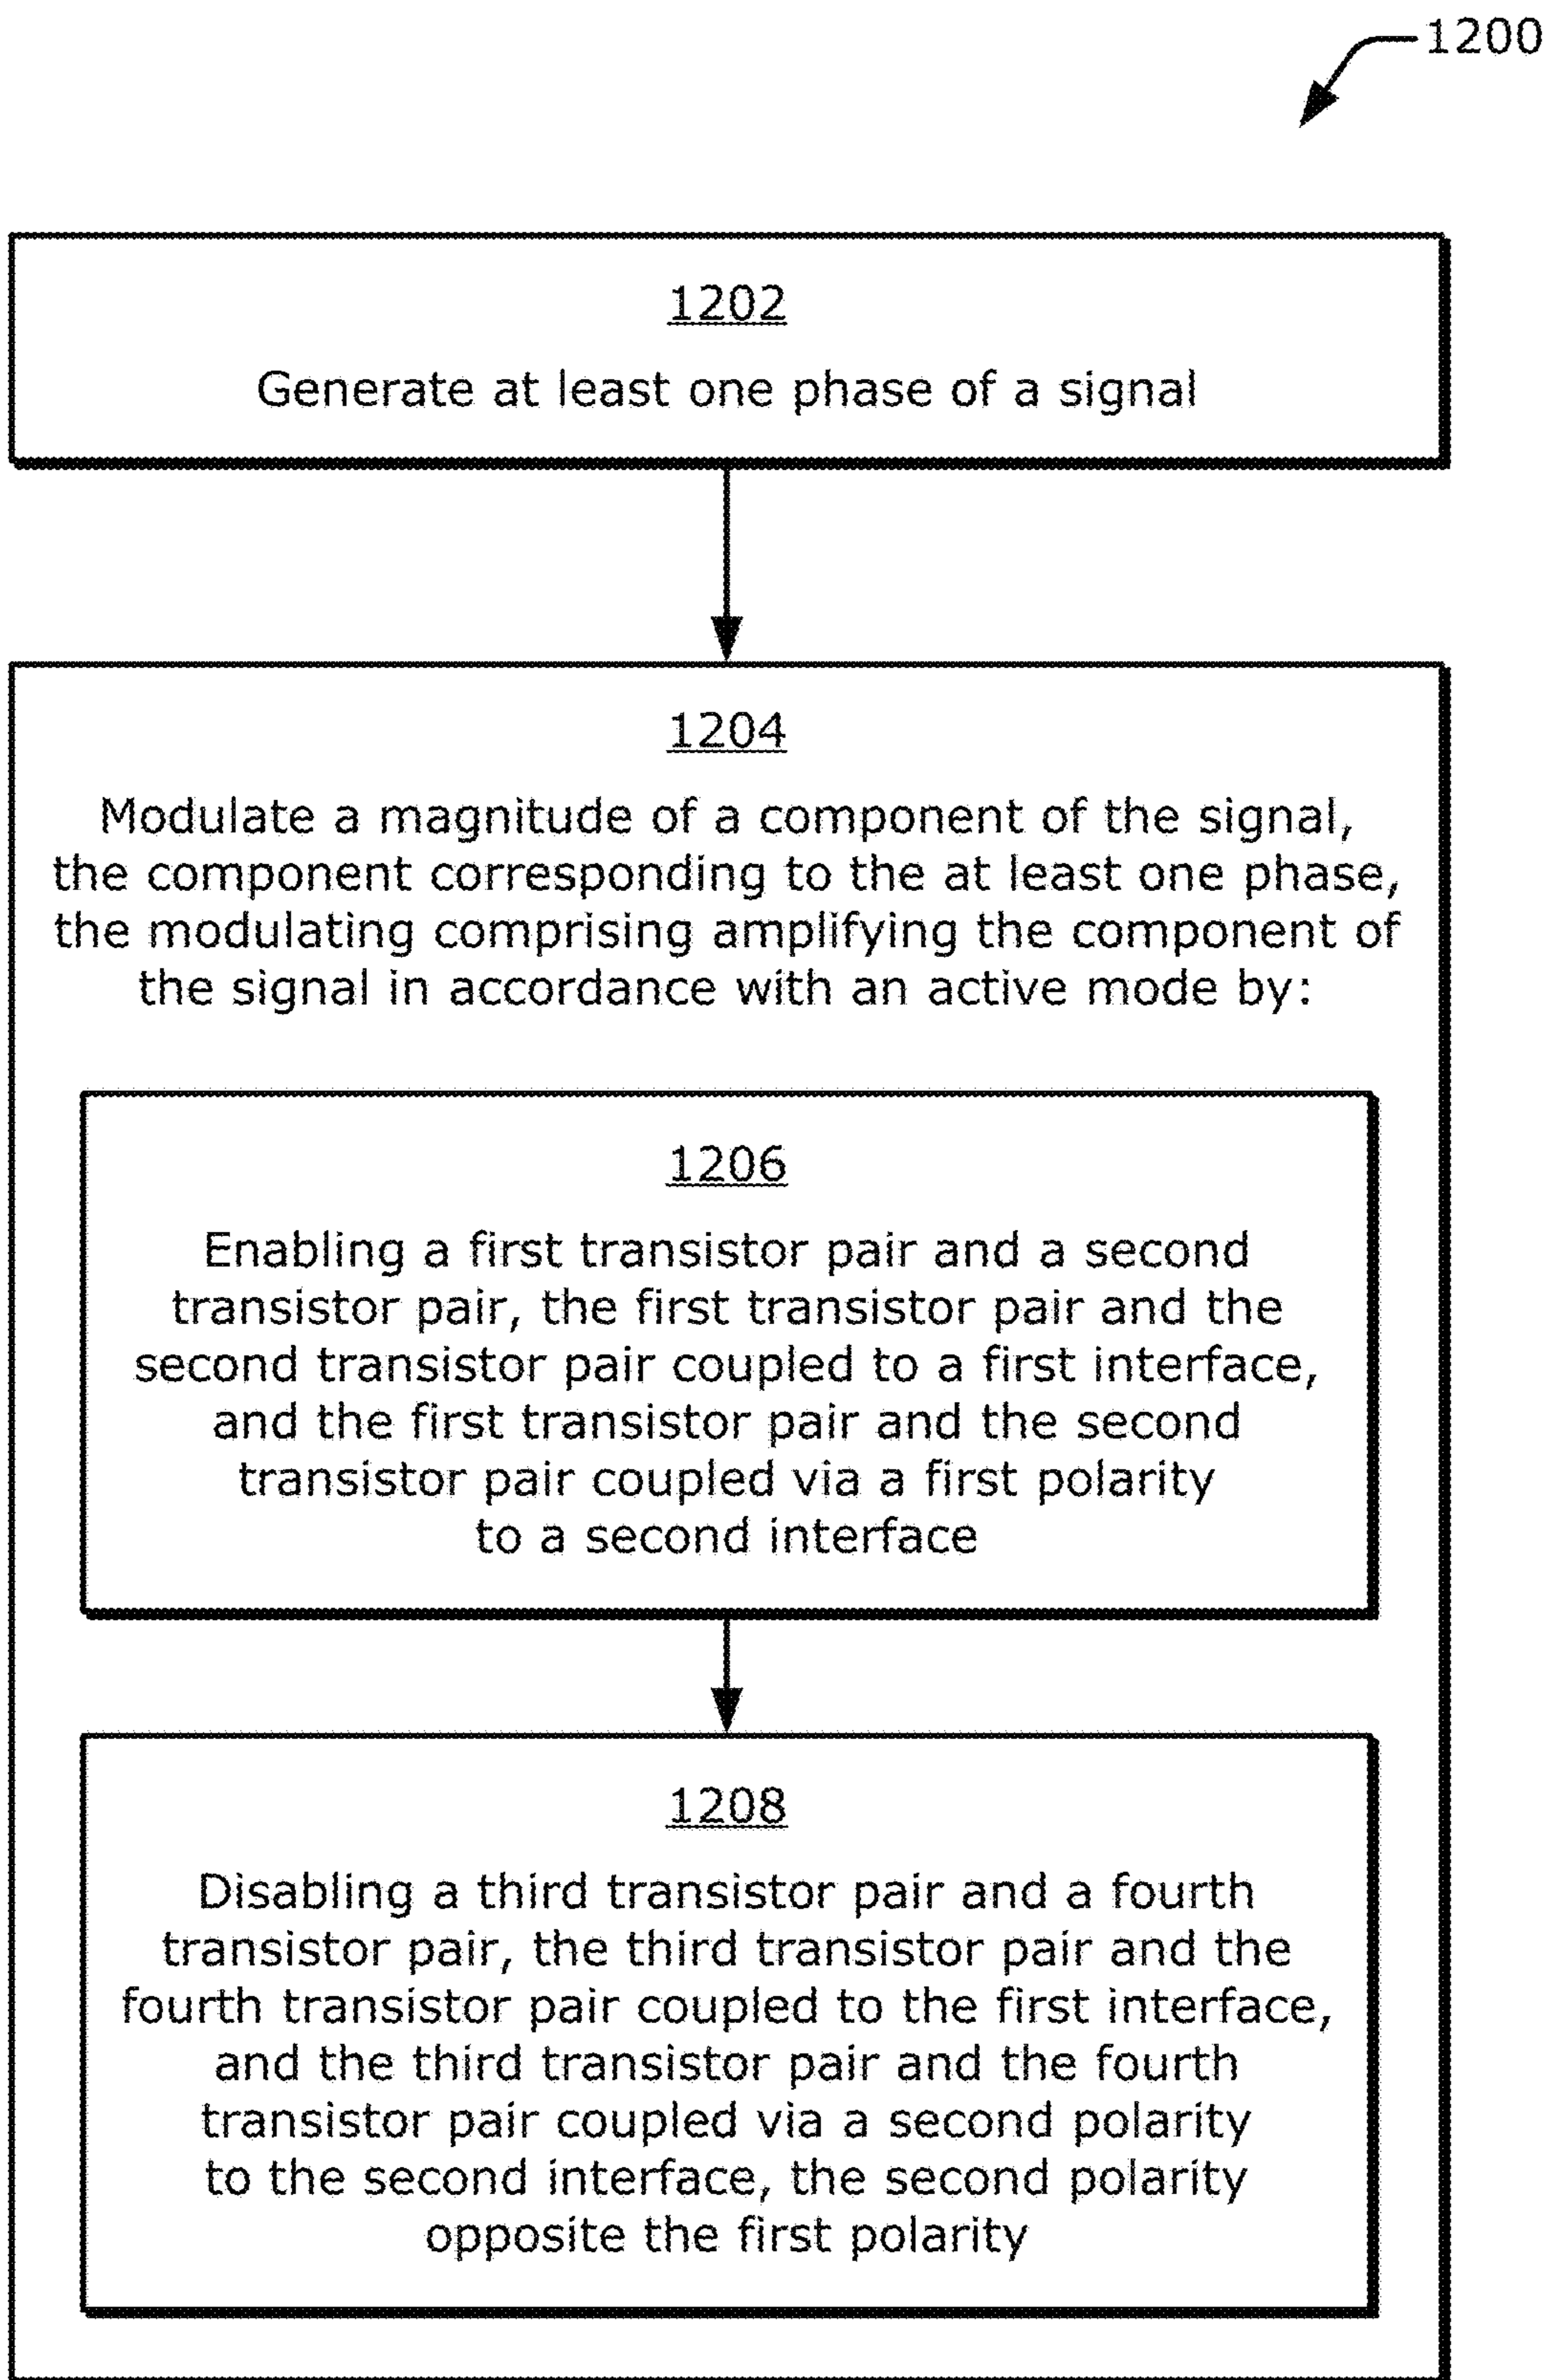 1200
1202
Generate at least one phase of a signal
1204
Modulate a magnitude of a component of the signal,
the component corresponding to the at least one phase,
the modulating comprising amplifying the component of
the signal in accordance with an active mode by:
1206
Enabling a first transistor pair and a second
transistor pair, the first transistor pair and the
second transistor pair coupled to a first interface,
and the first transistor pair and the second
transistor pair coupled via a first polarity
to a second interface
1208
Disabling a third transistor pair and a fourth
transistor pair, the third transistor pair and the
fourth transistor pair coupled to the first interface,
and the third transistor pair and the fourth
transistor pair coupled via a second polarity
to the second interface, the second polarity
opposite the first polarity